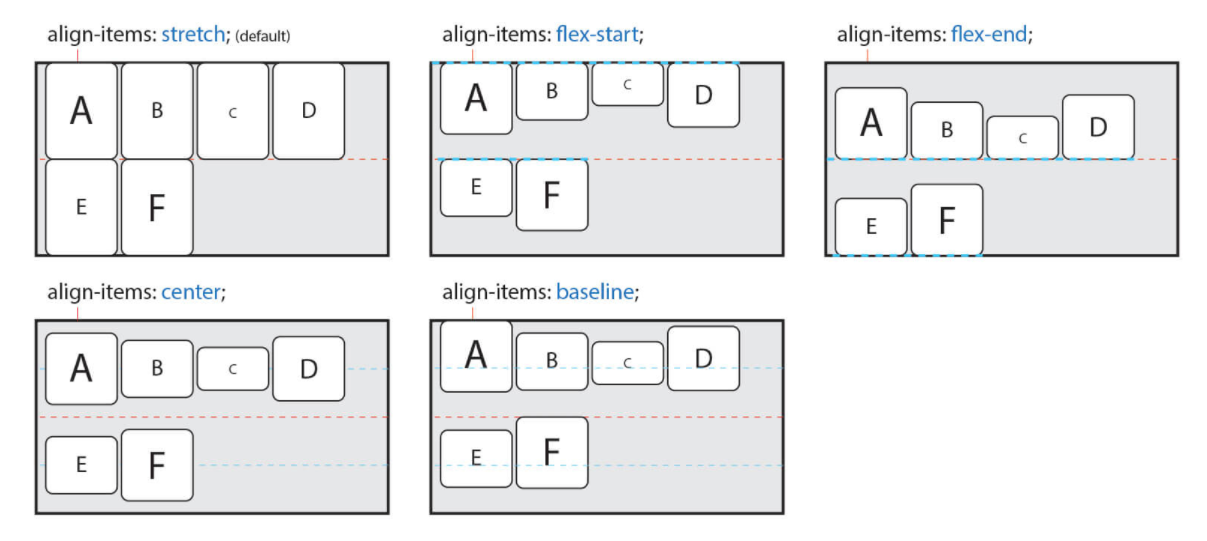 align-items: stretch; (default)
align-items: flex-start;
align-items: flex-end;
A B c D
E F
A B c D
E F
A B c D
E F
align-items: center;
align-items: baseline;
A B c D
E F
A B c D
E F